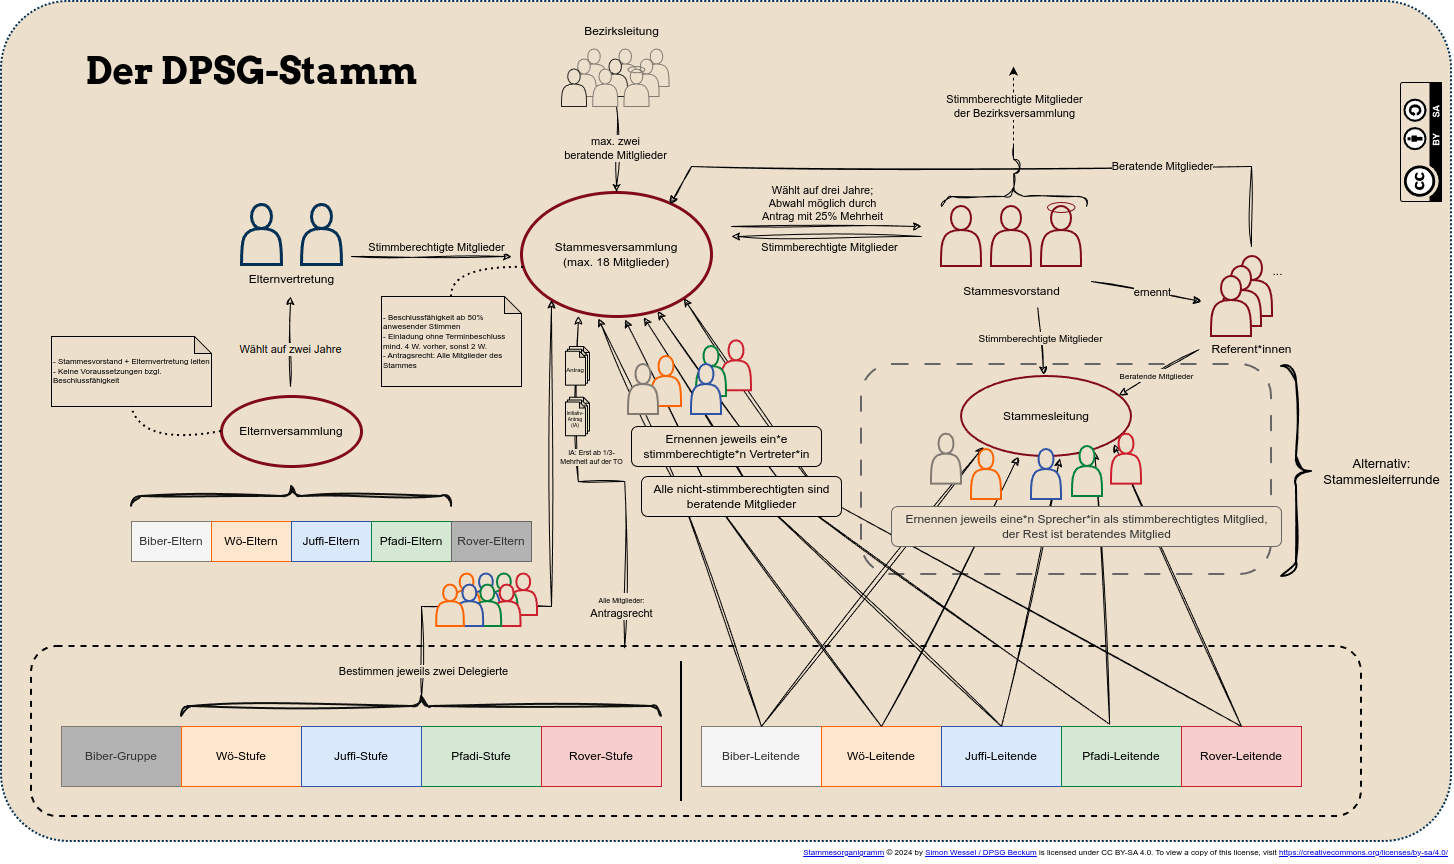 Der DPSG-Stamm
Bezirksleitung
max. zwei
beratende Mitlglieder
Stimmberechtigte Mitglieder
der Bezirksversammlung
Beratende Mitglieder
Wählt auf drei Jahre;
Abwahl möglich durch
Antrag mit 25% Mehrheit
Stimmberechtigte Mitglieder
Stammesversammlung
(max. 18 Mitglieder)
Stimmberechtigte Mitglieder
Elternvertretung
Stammesvorstand
ernennt
...
Referent*innen
Wählt auf zwei Jahre
- Stammesvorstand + Elternvertretung leiten
- Keine Voraussetzungen bzgl.
Beschlussfähigkeit
- Beschlussfähigkeit ab 50%
anwesender Stimmen
- Einladung ohne Terminbeschluss
mind. 4 W. vorher, sonst 2 W.
- Antragsrecht: Alle Mitglieder des
Stammes
Antrag
Initiativ-
Antrag
(IA)
IA: Erst ab 1/3-
Mehrheit auf der TO
Stimmberechtigte Mitglieder
Beratende Mitglieder
Stammesleitung
Elternversammlung
Ernennen jeweils ein*e
stimmberechtigte*n Vertreter*in
Alle nicht-stimmberechtigten sind
beratende Mitglieder
Alternativ:
Stammesleiterrunde
Ernennen jeweils eine*n Sprecher*in als stimmberechtigtes Mitglied,
der Rest ist beratendes Mitglied
Biber-Eltern
Wö-Eltern
Juffi-Eltern
Pfadi-Eltern
Rover-Eltern
Alle Mitglieder:
Antragsrecht
Bestimmen jeweils zwei Delegierte
Biber-Gruppe
Wö-Stufe
Juffi-Stufe
Pfadi-Stufe
Rover-Stufe
Biber-Leitende
Wö-Leitende
Juffi-Leitende
Pfadi-Leitende
Rover-Leitende
CC BY SA
Stammesorganigramm © 2024 by Simon Wessel / DPSG Beckum is licensed under CC BY-SA 4.0. To view a copy of this license, visit https://creativecommons.org/licenses/by-sa/4.0/